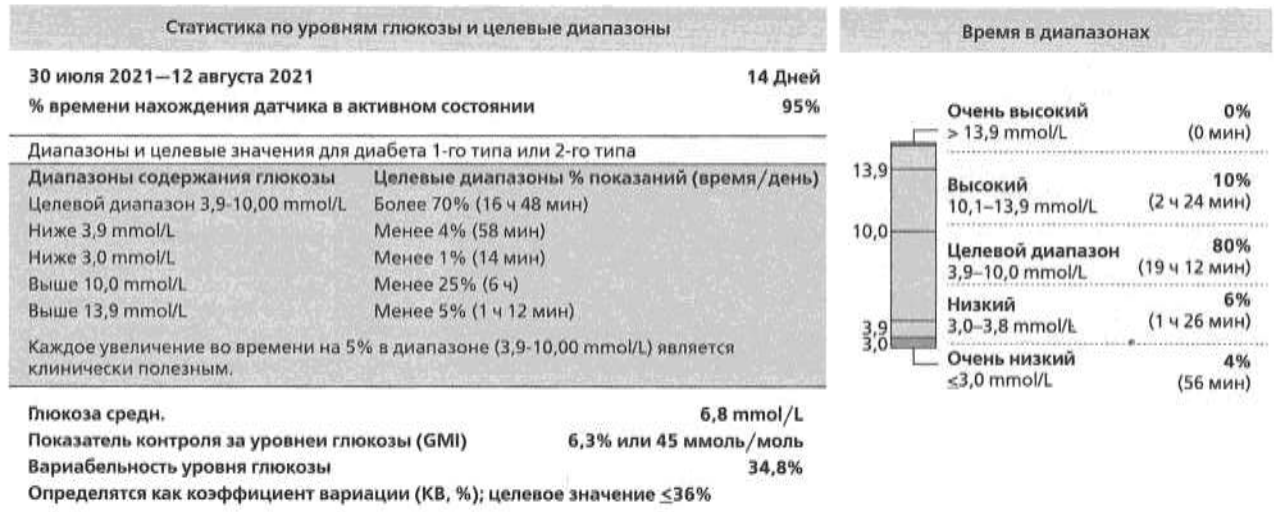 Статистика по уровням глюкозы и целевые диапазоны
30 июля 2021—12 августа 2021 14 Дней
% времени нахождения датчика в активном состоянии 95%
Диапазоны и целевые значения для диабета 1-го типа или 2-го типа
Диапазоны содержания глюкозы Целевые диапазоны % показаний (время/день)
Целевой диапазон 3,9-10,00 mmol/L Более 70% (16 ч 48 мин)
Ниже 3,9 mmol/L Менее 4% (58 мин)
Ниже 3,0 mmol/L Менее 1% (14 мин)
Выше 10,0 mmol/L Менее 25% (6 ч)
Выше 13,9 mmol/L Менее 5% (1 ч 12 мин)
Каждое увеличение во времени на 5% в диапазоне (3,9-10,00 mmol/L) является
клинически полезным.
Глюкоза средн. 6,8 mmol/L
Показатель контроля за уровнеи глюкозы (GMI) 6,3% или 45 ммоль/моль
Вариабельность уровня глюкозы 34,8%
Определятся как коэффициент вариации (КВ, %); целевое значение ≤36%
Время в диапазонах
Очень высокий 0%
> 13,9 mmol/L (0 мин)
13,9
Высокий 10%
10,1–13,9 mmol/L (2 ч 24 мин)
10,0
Целевой диапазон 80%
3,9–10,0 mmol/L (19 ч 12 мин)
Низкий 6%
3,9 3,0–3,8 mmol/L (1 ч 26 мин)
3,0
Очень низкий 4%
≤3,0 mmol/L (56 мин)